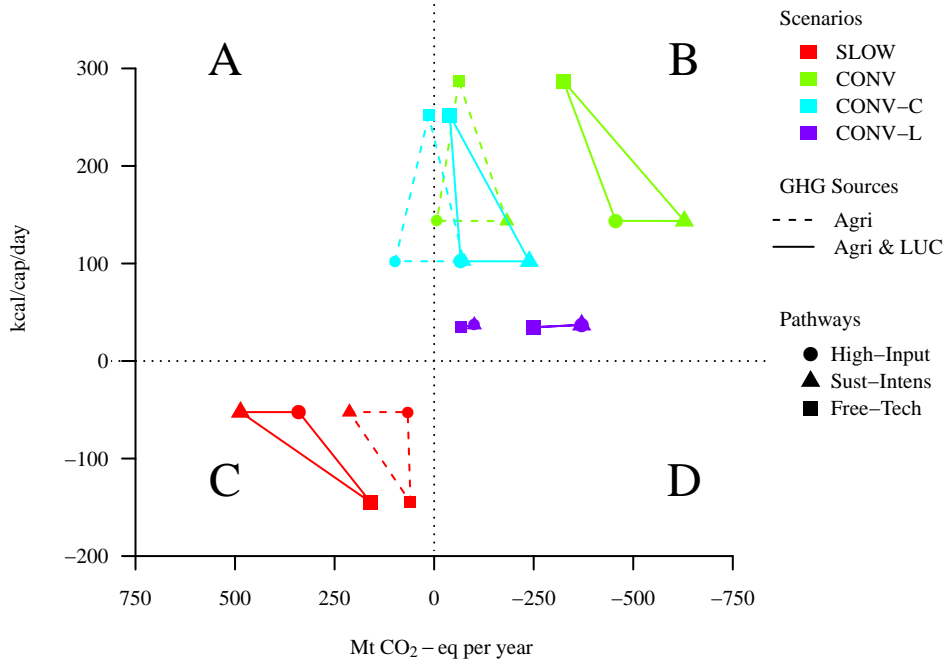 A
B
C
D
300
200
100
0
−100
−200
kcal/cap/day
750
500
250
0
−250
−500
−750
Mt CO₂ – eq per year
Scenarios
SLOW
CONV
CONV−C
CONV−L
GHG Sources
Agri
Agri & LUC
Pathways
High−Input
Sust−Intens
Free−Tech